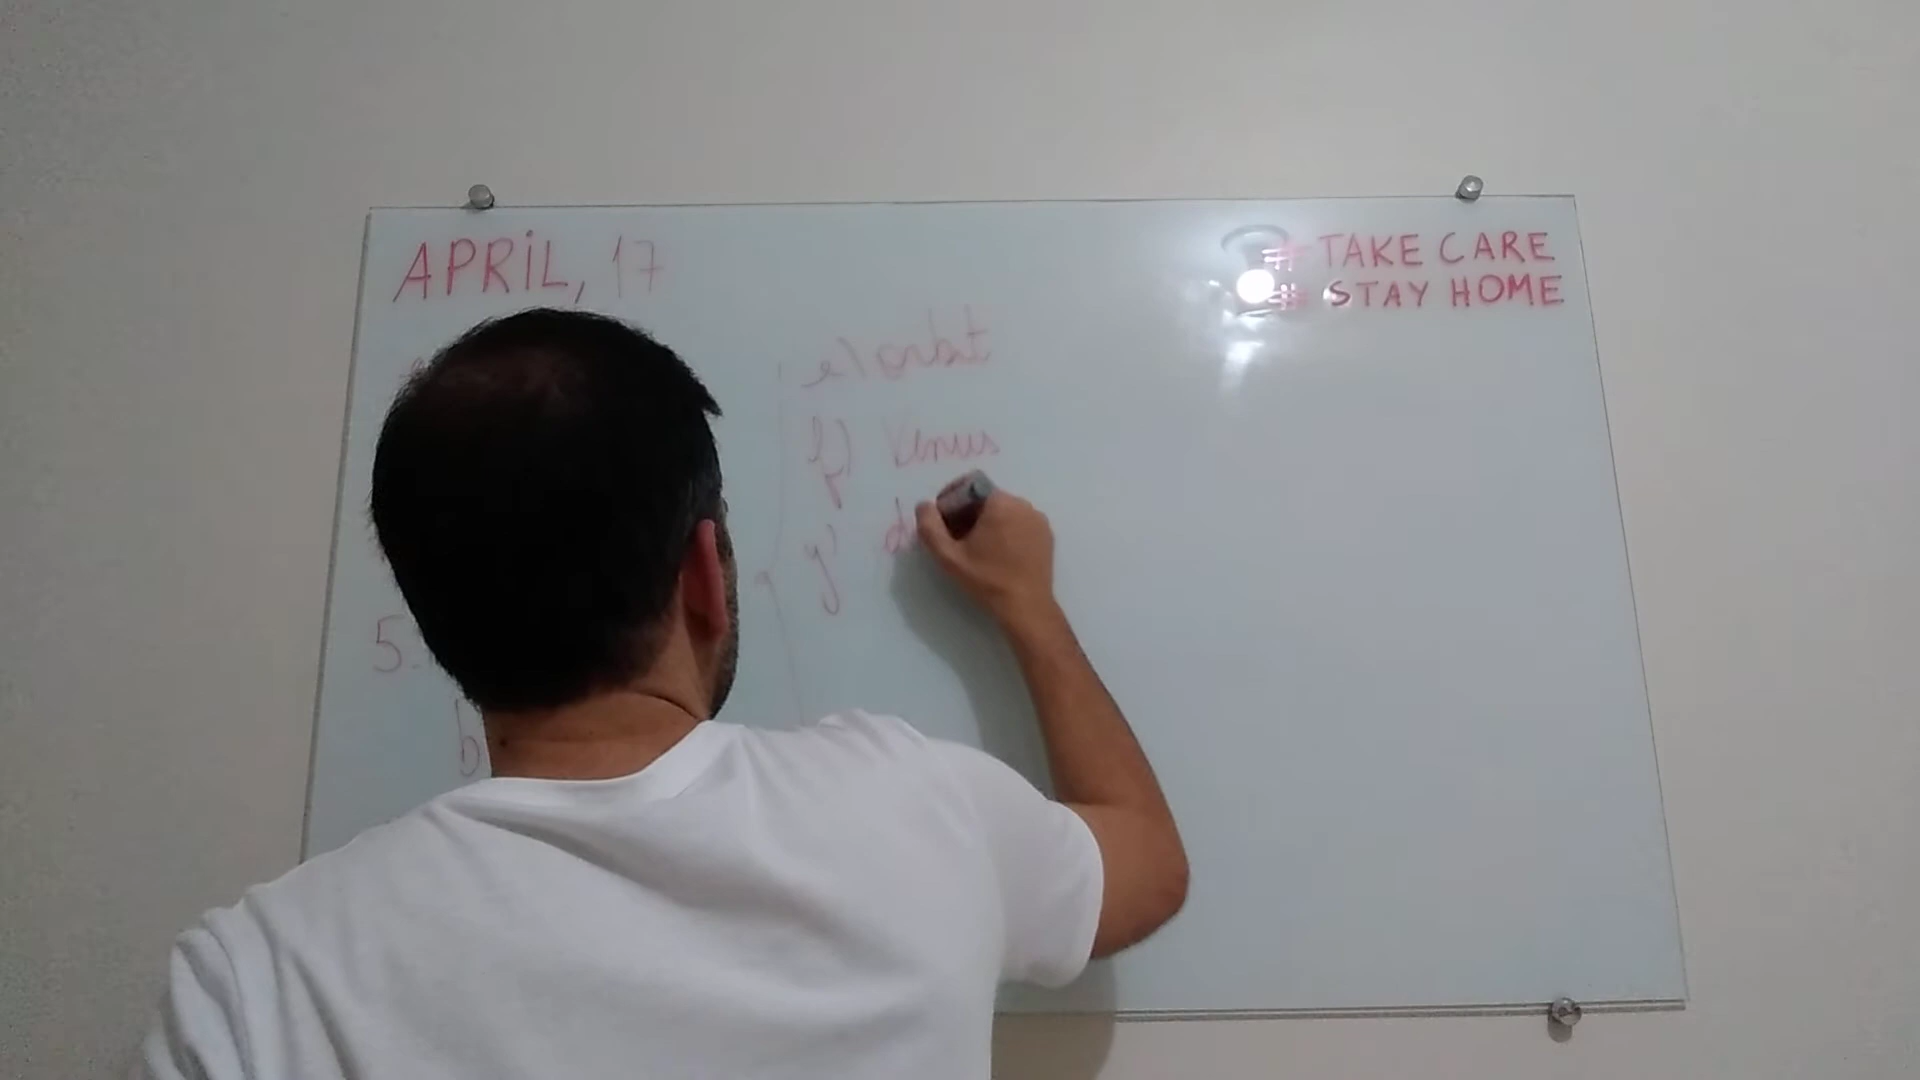 APRIL, 17
# TAKE CARE
# STAY HOME
e) orbit
f) Venus
g) d
5.
b